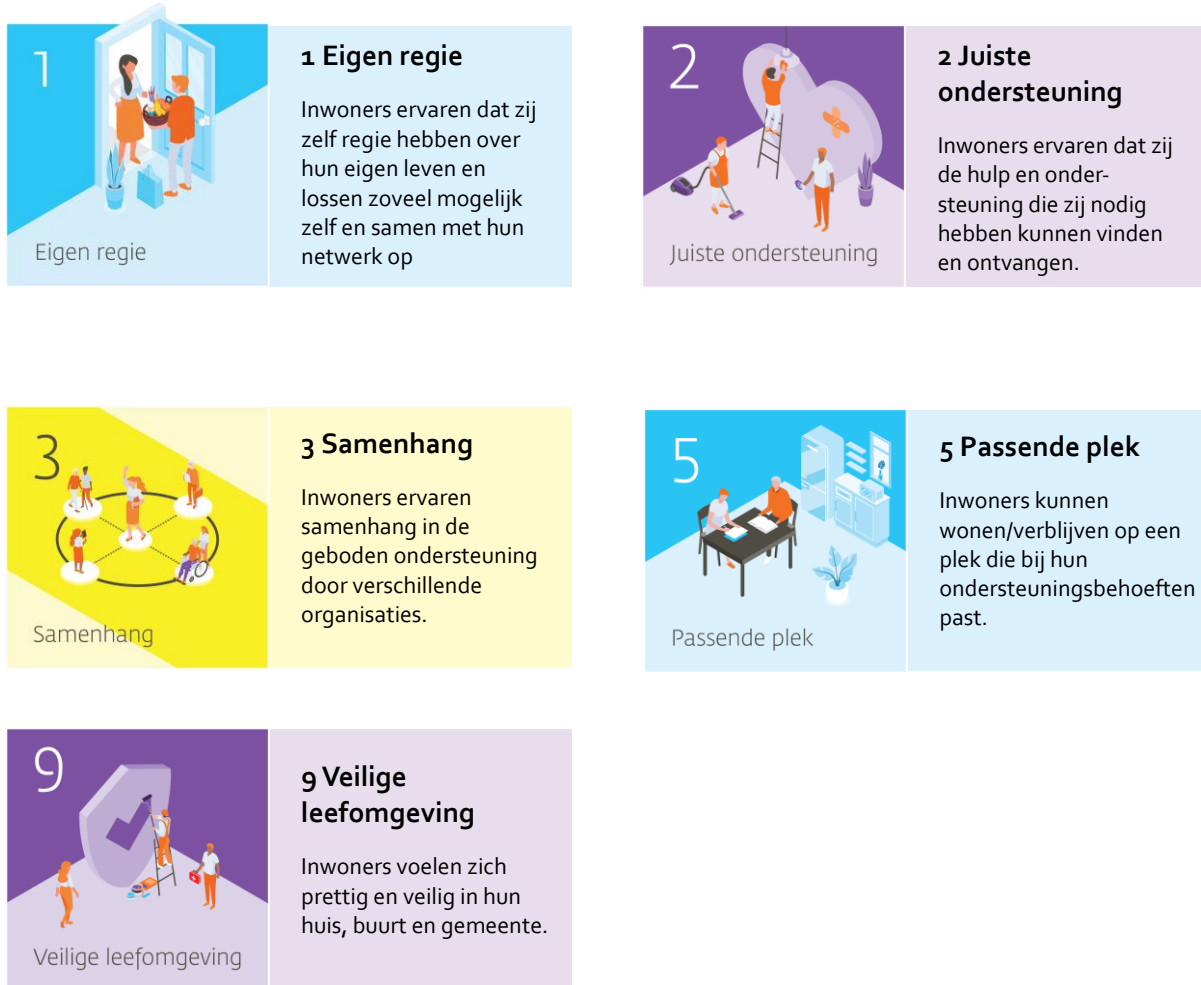 1
Eigen regie
1 Eigen regie
Inwoners ervaren dat zij
zelf regie hebben over
hun eigen leven en
lossen zoveel mogelijk
zelf en samen met hun
netwerk op
2
Juiste ondersteuning
2 Juiste
ondersteuning
Inwoners ervaren dat zij
de hulp en onder-
steuning die zij nodig
hebben kunnen vinden
en ontvangen.
3
Samenhang
3 Samenhang
Inwoners ervaren
samenhang in de
geboden ondersteuning
door verschillende
organisaties.
5
Passende plek
5 Passende plek
Inwoners kunnen
wonen/verblijven op een
plek die bij hun
ondersteuningsbehoeften
past.
9
Veilige leefomgeving
9 Veilige
leefomgeving
Inwoners voelen zich
prettig en veilig in hun
huis, buurt en gemeente.